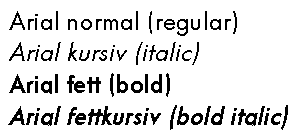 Arial normal (regular)
Arial kursiv (italic)
Arial fett (bold)
Arial fettkursiv (bold italic)